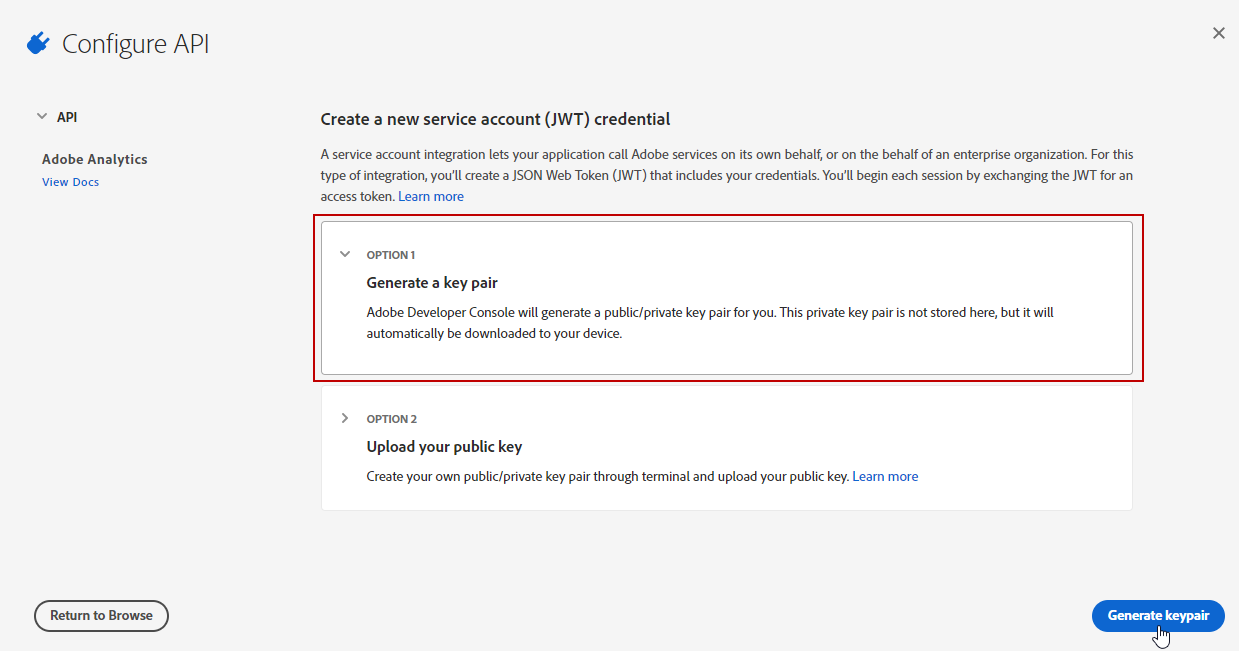 Configure API
API
Adobe Analytics
View Docs
Create a new service account (JWT) credential
A service account integration lets your application call Adobe services on its own behalf, or on the behalf of an enterprise organization. For this
type of integration, you’ll create a JSON Web Token (JWT) that includes your credentials. You’ll begin each session by exchanging the JWT for an
access token. Learn more
OPTION 1
Generate a key pair
Adobe Developer Console will generate a public/private key pair for you. This private key pair is not stored here, but it will
automatically be downloaded to your device.
OPTION 2
Upload your public key
Create your own public/private key pair through terminal and upload your public key. Learn more
Return to Browse
Generate keypair